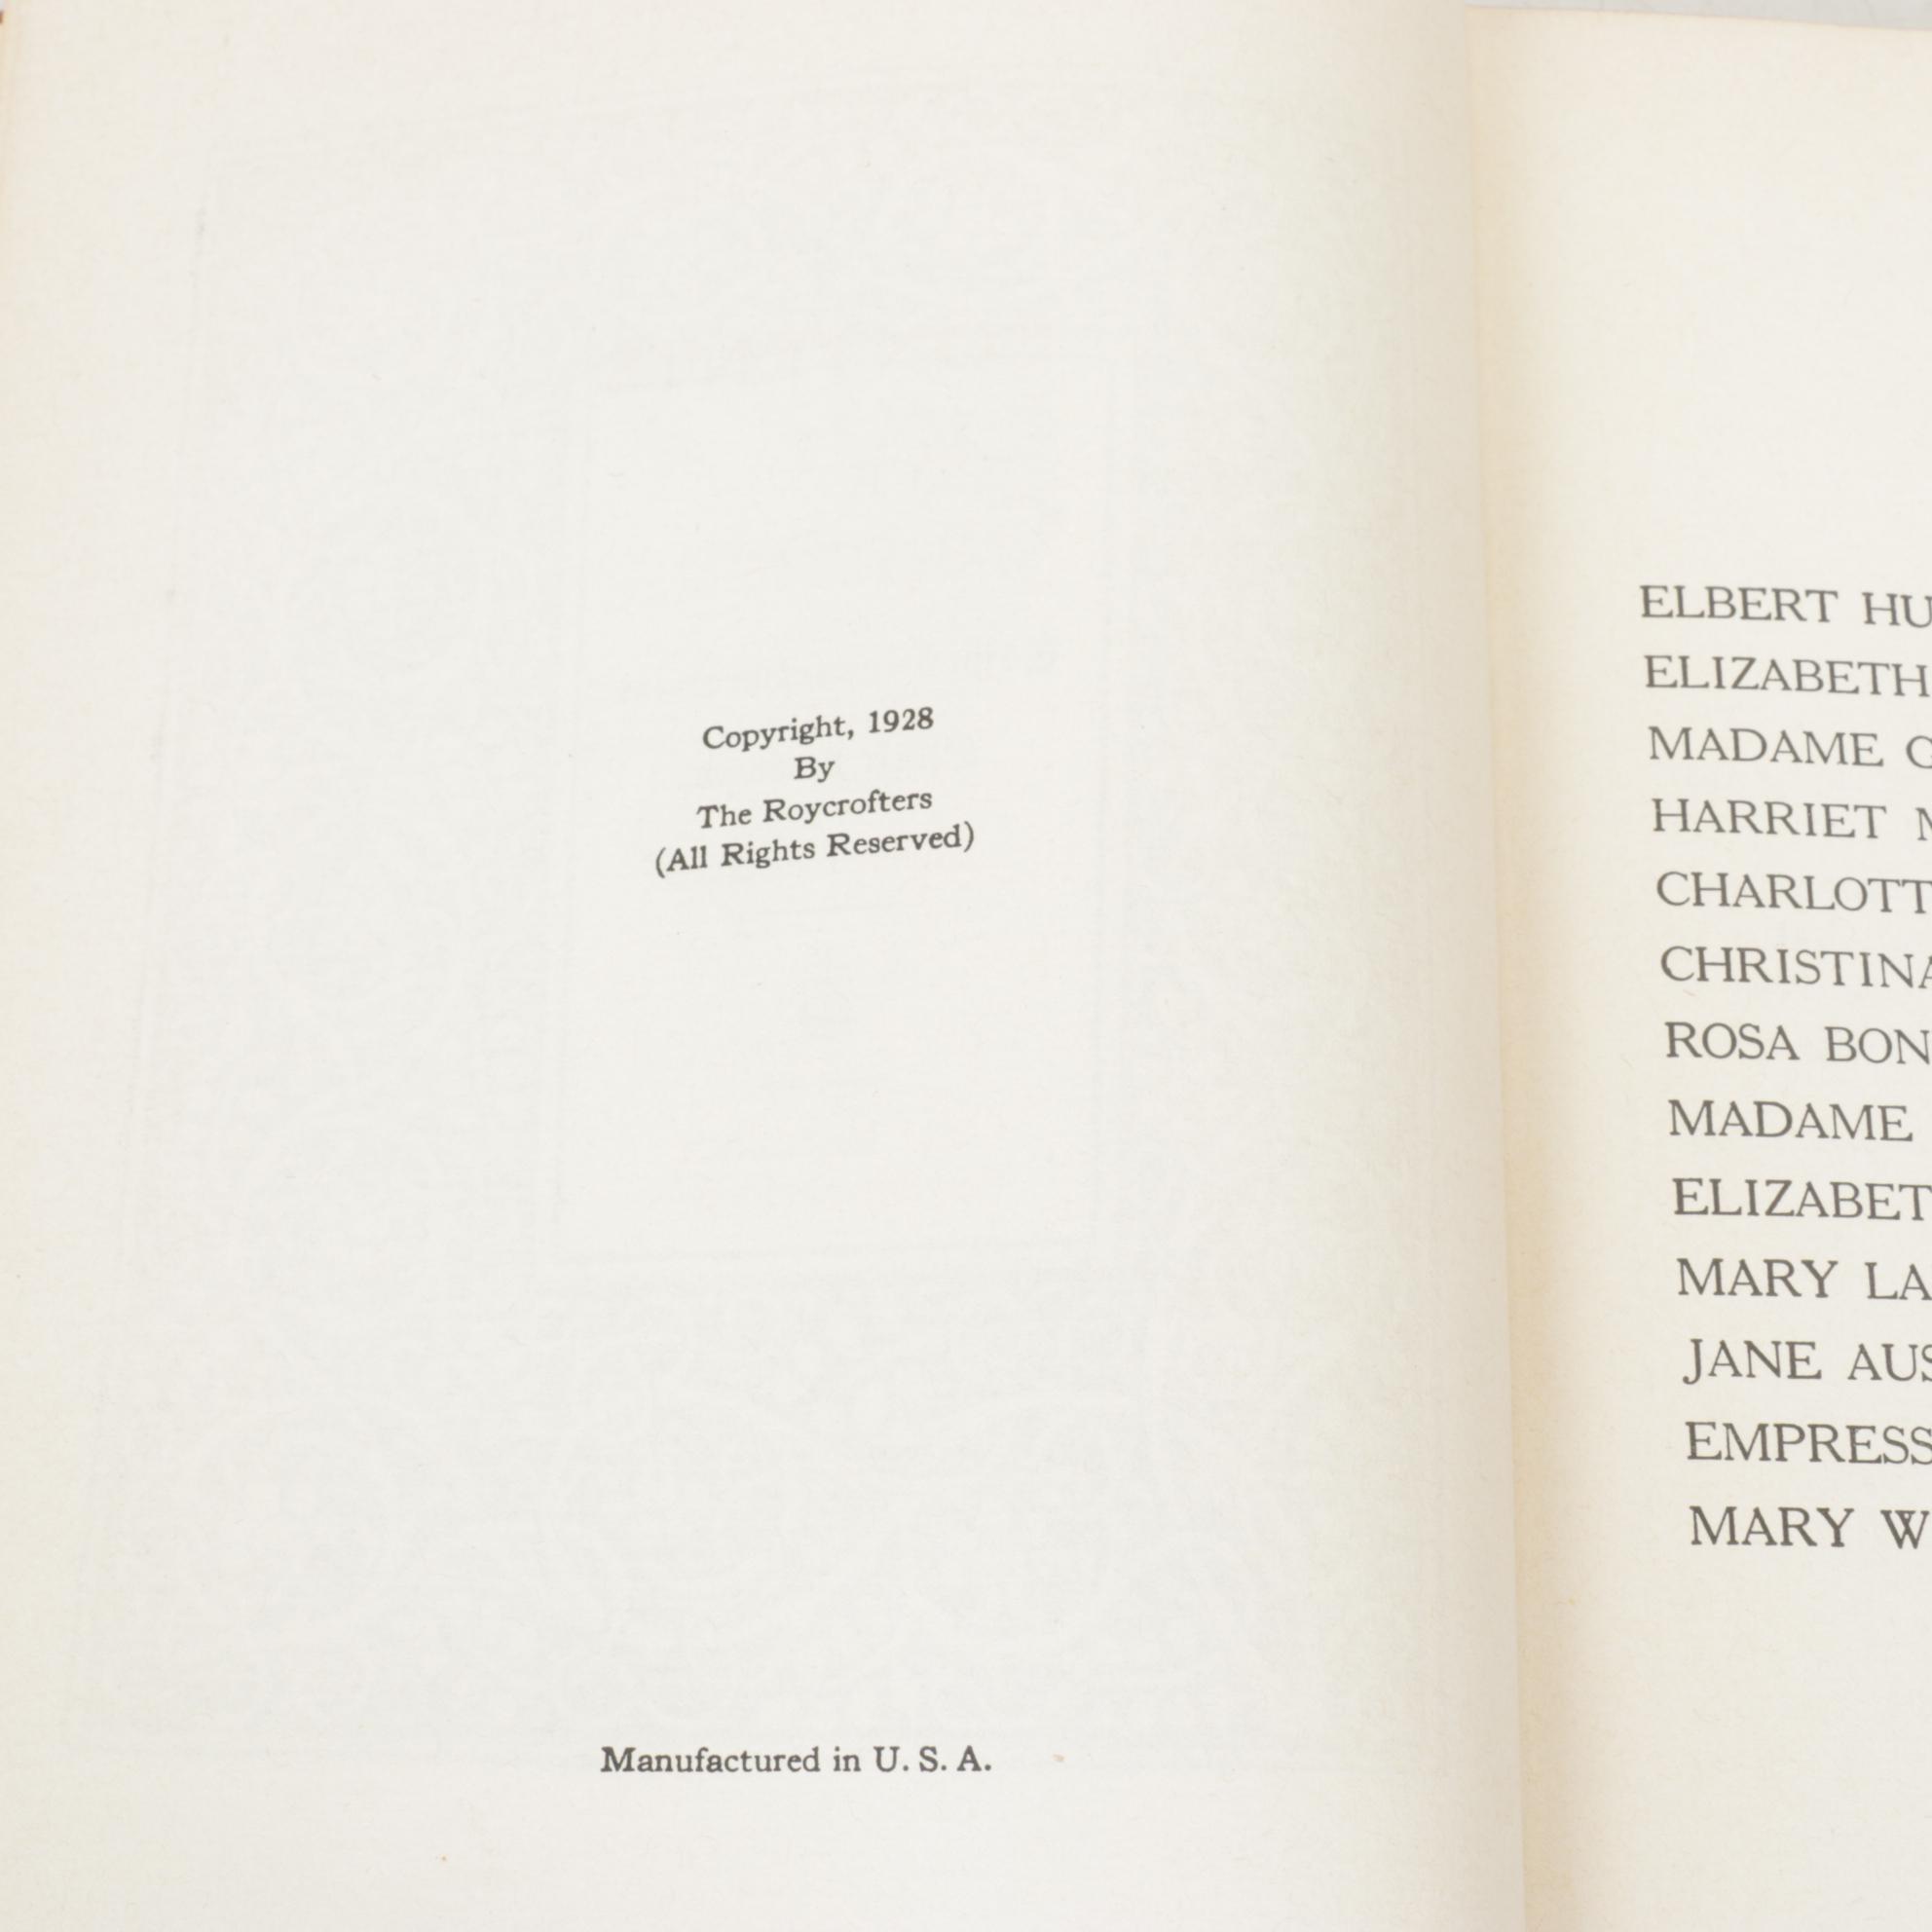 Copyright, 1928
By
The Roycrofters
(All Rights Reserved)
Manufactured in U. S. A.
ELBERT HU
ELIZABETH
MADAME G
HARRIET M
CHARLOTT
CHRISTINA
ROSA BON
MADAME
ELIZABET
MARY LA
JANE AUS
EMPRESS
MARY W